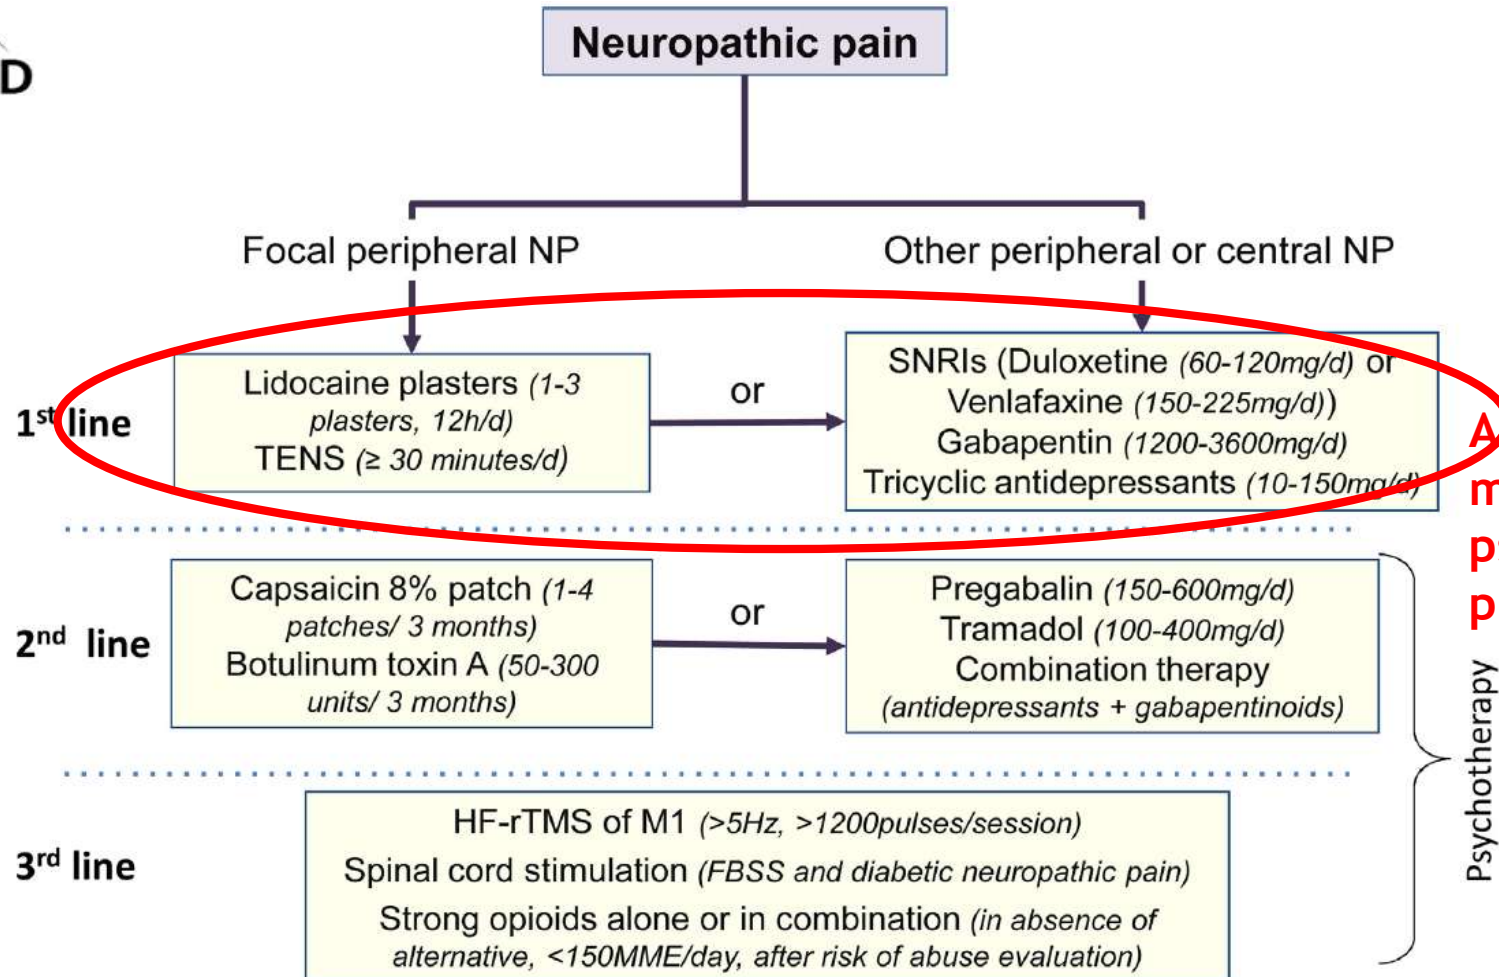 D
Neuropathic pain
Focal peripheral NP
Other peripheral or central NP
1st line
Lidocaine plasters (1-3
plasters, 12h/d)
TENS (≥ 30 minutes/d)
or
SNRIs (Duloxetine (60-120mg/d) or
Venlafaxine (150-225mg/d))
Gabapentin (1200-3600mg/d)
Tricyclic antidepressants (10-150mg/d)
2nd line
Capsaicin 8% patch (1-4
patches/ 3 months)
Botulinum toxin A (50-300
units/ 3 months)
or
Pregabalin (150-600mg/d)
Tramadol (100-400mg/d)
Combination therapy
(antidepressants + gabapentinoids)
Psychotherapy
3rd line
HF-rTMS of M1 (>5Hz, >1200pulses/session)
Spinal cord stimulation (FBSS and diabetic neuropathic pain)
Strong opioids alone or in combination (in absence of
alternative, <150MME/day, after risk of abuse evaluation)